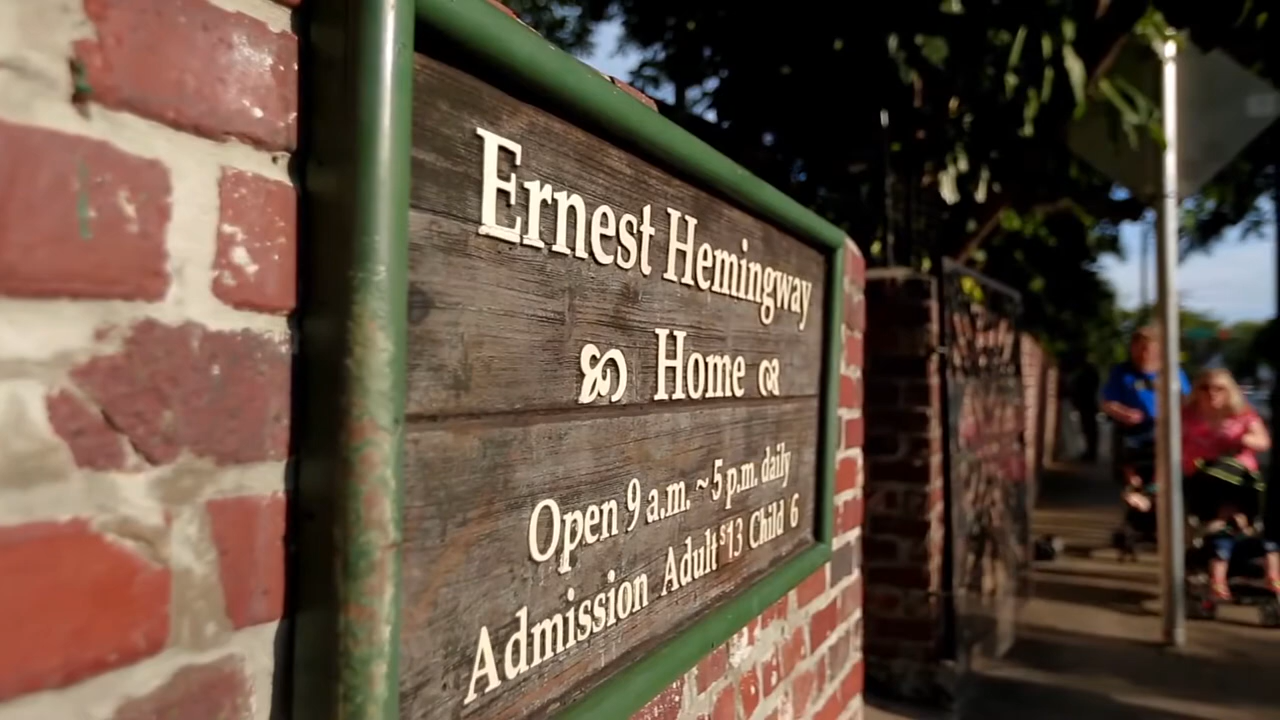 Ernest Hemingway
Home
Open 9 a.m. ~ 5 p.m. daily
Admission Adult $13 Child 6